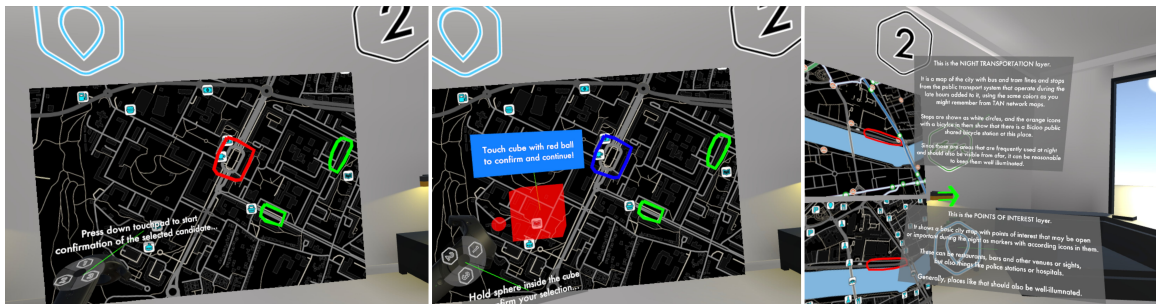 2
Press down touchpad to start
confirmation of the selected candidate...
2
Touch cube with red ball
to confirm and continue!
Hold sphere inside the cube
confirm your selection...
2
This is the NIGHT TRANSPORTATION layer.
It is a map of the city with bus and tram lines and stops
from the public transport system that operate during the
late hours added to it, using the same colors as you
might remember from TAN network maps.
Stops are shown as white circles, and the orange icons
with a bicylce in them show that there is a Bicloo public
shared bicycle station at this place.
Since those are areas that are frequently used at night
and should also be visible from afar, it can be reasonable
to keep them well illuminated.
This is the POINTS OF INTEREST layer.
It shows a basic city map with points of interest that may be open
or important during the night as markers with according icons in them.
These can be restaurants, bars and other venues or sights,
but also things like police stations or hospitals.
Generally, places like that should also be well-illumnated.